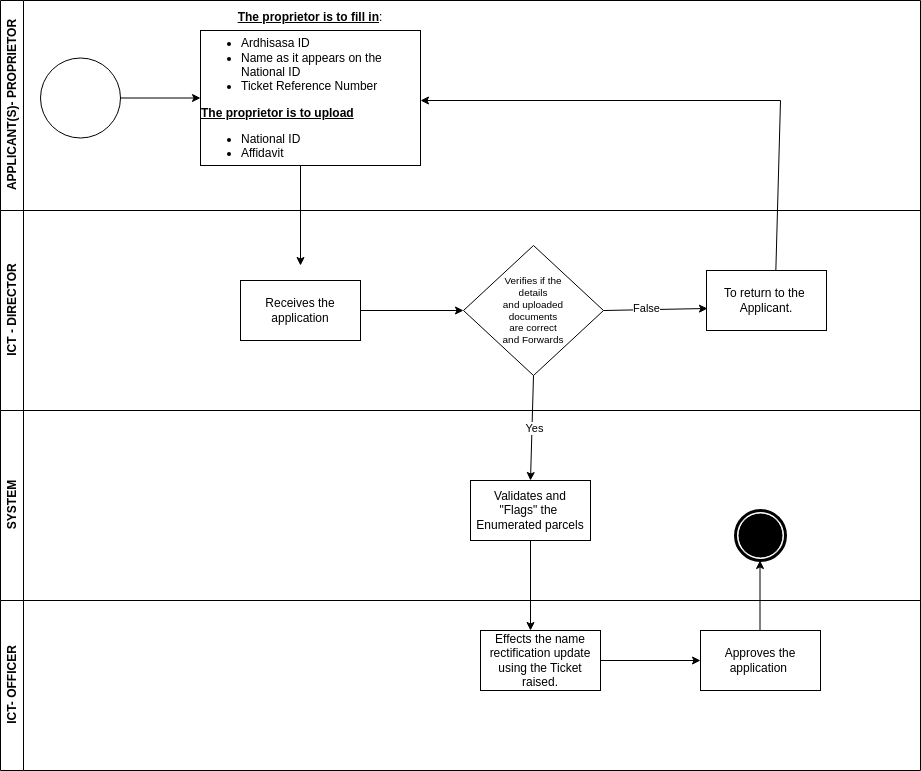 APPLICANT(S)- PROPRIETOR
The proprietor is to fill in:
Ardhisasa ID
Name as it appears on the
National ID
Ticket Reference Number
The proprietor is to upload
National ID
Affidavit
ICT - DIRECTOR
Receives the
application
Verifies if the
details
and uploaded
documents
are correct
and Forwards
False
To return to the
Applicant.
Yes
SYSTEM
Validates and
"Flags" the
Enumerated parcels
ICT- OFFICER
Effects the name
rectification update
using the Ticket
raised.
Approves the
application